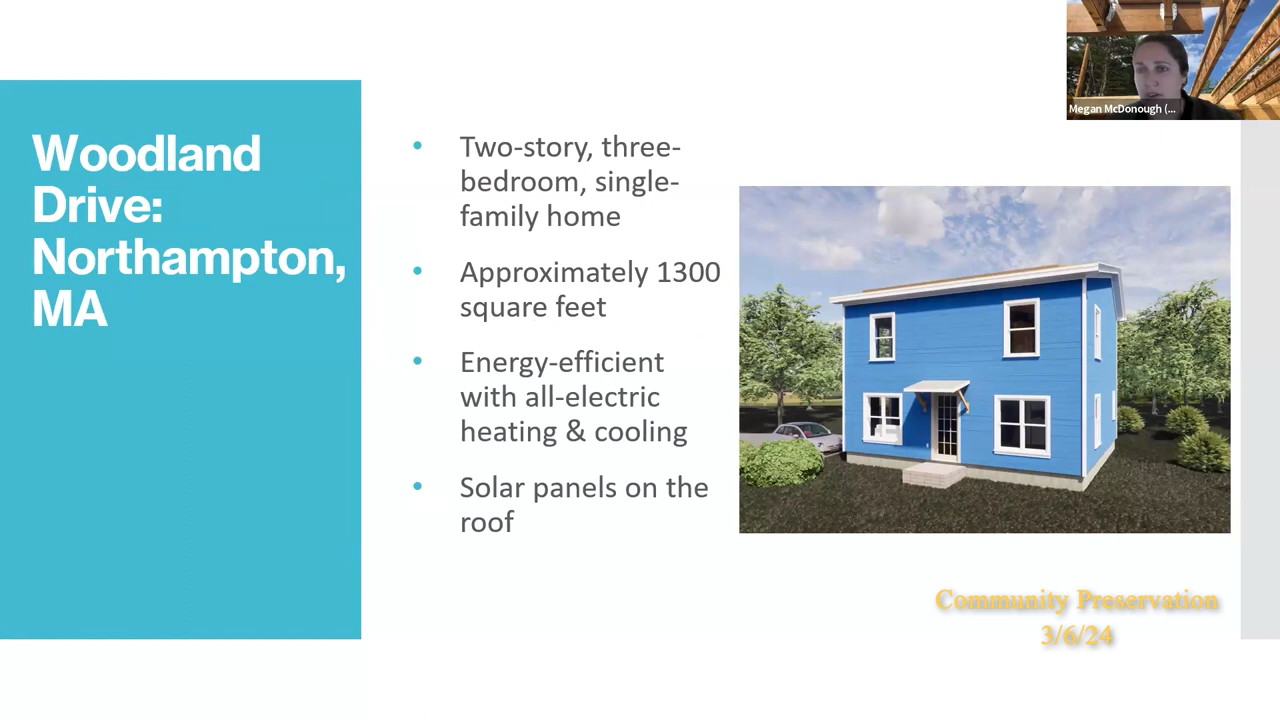 Megan McDonough (...
Woodland
Drive:
Northampton,
MA
• Two-story, three-
bedroom, single-
family home
• Approximately 1300
square feet
• Energy-efficient
with all-electric
heating & cooling
• Solar panels on the
roof
Community Preservation
3/6/24